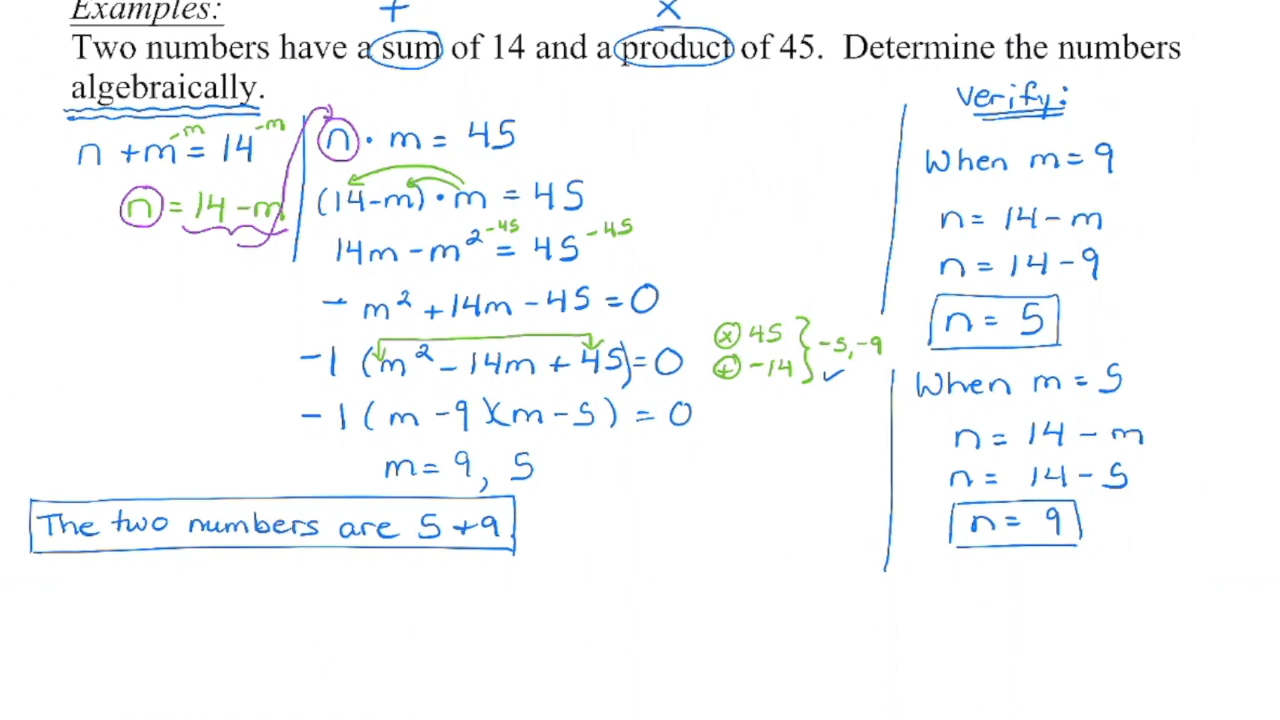 Examples:
+ ×
Two numbers have a sum of 14 and a product of 45. Determine the numbers
algebraically.
n + m -m = 14 -m
n = 14 - m
n · m = 45
(14-m) · m = 45
14m - m² -45 = 45 -45
- m² + 14m - 45 = 0
-1 (m² - 14m + 45) = 0
× 45
+ -14
-5, -9 ✓
-1 ( m - 9)(m - 5) = 0
m = 9, 5
The two numbers are 5 + 9
Verify:
When m = 9
n = 14 - m
n = 14 - 9
n = 5
When m = 5
n = 14 - m
n = 14 - 5
n = 9